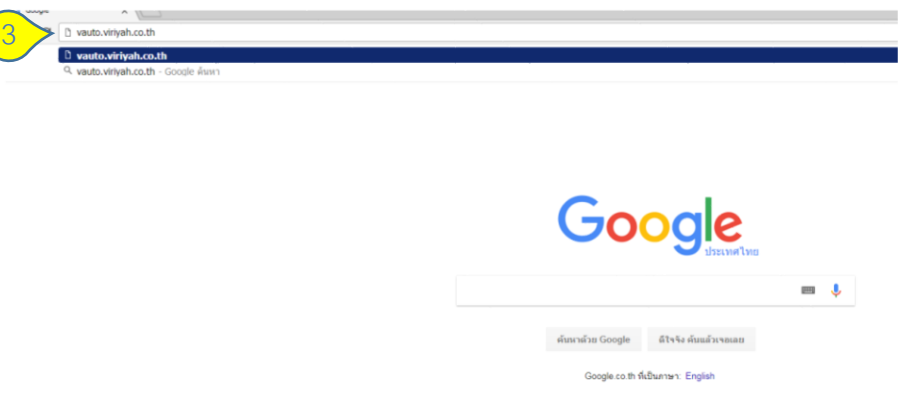 Google
3
vauto.viriyah.co.th
vauto.viriyah.co.th
vauto.viriyah.co.th - Google ค้นหา
Google
ประเทศไทย
ค้นหาด้วย Google
ดีใจจัง ค้นแล้วเจอเลย
Google.co.th ที่เป็นภาษา: English